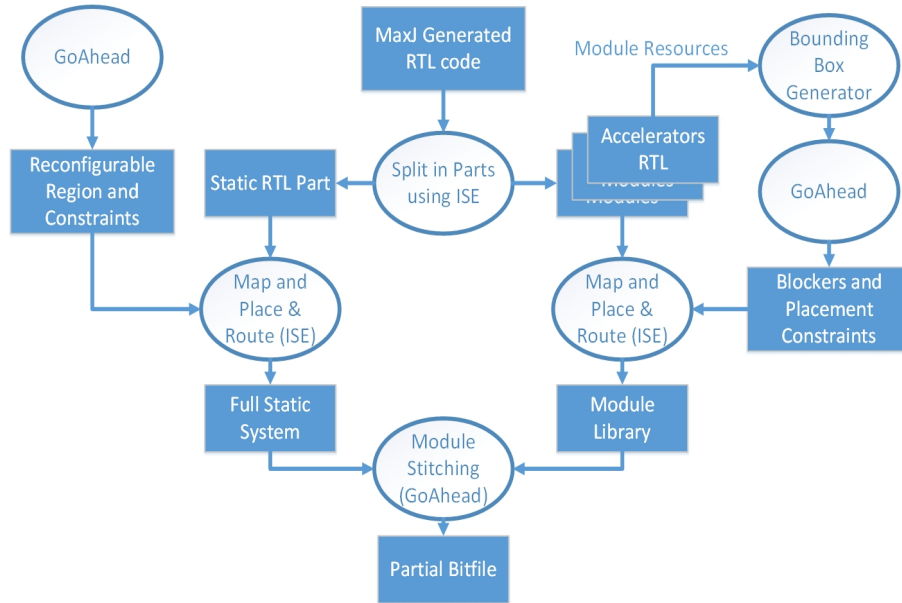 GoAhead
MaxJ Generated
RTL code
Module Resources
Bounding
Box
Generator
Reconfigurable
Region and
Constraints
Static RTL Part
Split in Parts
using ISE
Accelerators
RTL
Modules
GoAhead
Map and
Place &
Route (ISE)
Map and
Place &
Route (ISE)
Blockers and
Placement
Constraints
Full Static
System
Module
Library
Module
Stitching
(GoAhead)
Partial Bitfile